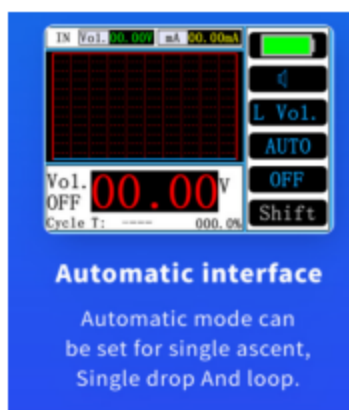 IN Vol. 00.00V mA 00.00mA
L Vol.
AUTO
Vol. OFF 00.00V
OFF
Cycle T: ---- 000.0%
Shift
Automatic interface
Automatic mode can
be set for single ascent,
Single drop And loop.